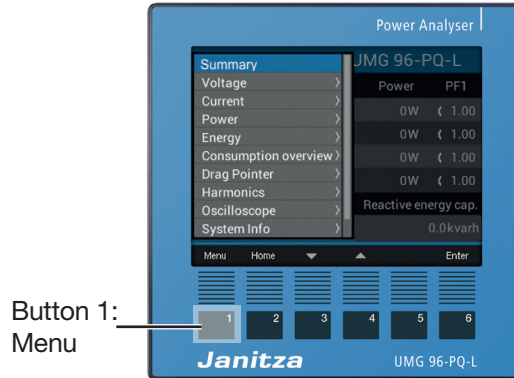 Power Analyser
UMG 96-PQ-L
Summary
Voltage
Current
Power
Energy
Consumption overview
Drag Pointer
Harmonics
Oscilloscope
System Info
Power PF1
0W 1.00
0W 1.00
0W 1.00
0W 1.00
Reactive energy cap.
0.0kvarh
Menu Home Enter
1 2 3 4 5 6
Button 1:
Menu
Janitza UMG 96-PQ-L